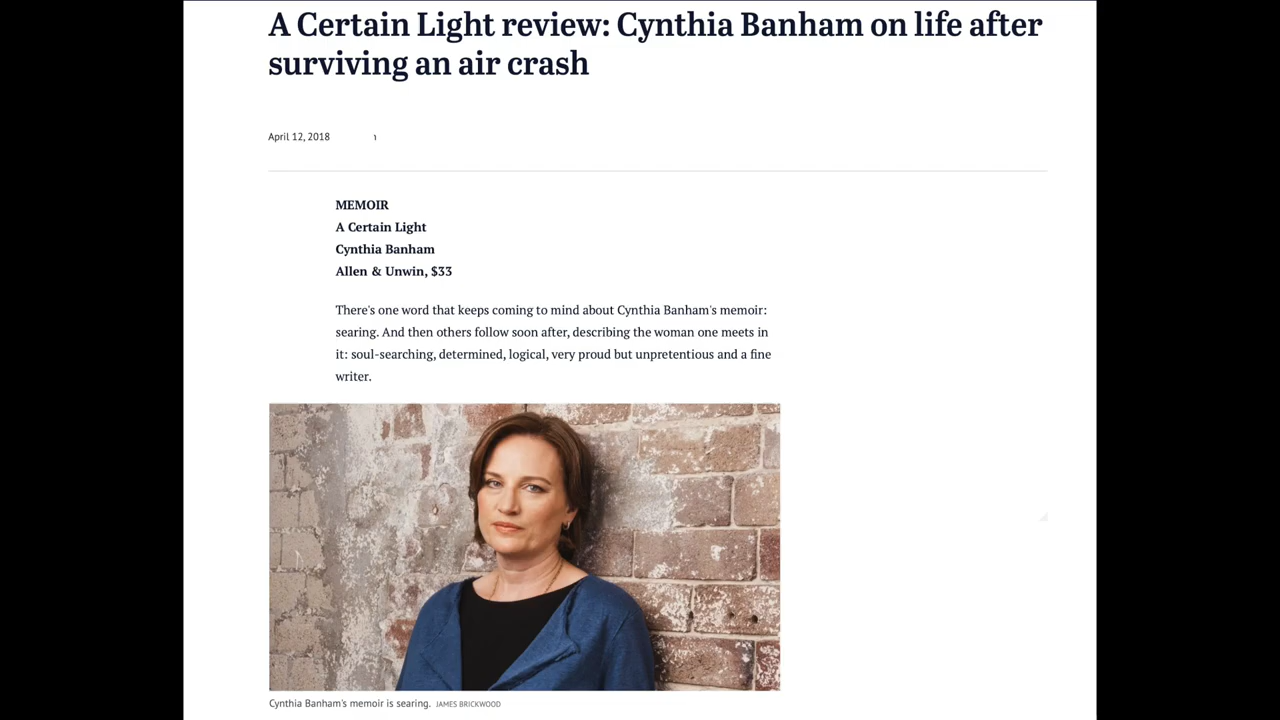 A Certain Light review: Cynthia Banham on life after
surviving an air crash
April 12, 2018
MEMOIR
A Certain Light
Cynthia Banham
Allen & Unwin, $33
There's one word that keeps coming to mind about Cynthia Banham's memoir:
searing. And then others follow soon after, describing the woman one meets in
it: soul-searching, determined, logical, very proud but unpretentious and a fine
writer.
Cynthia Banham's memoir is searing. JAMES BRICKWOOD